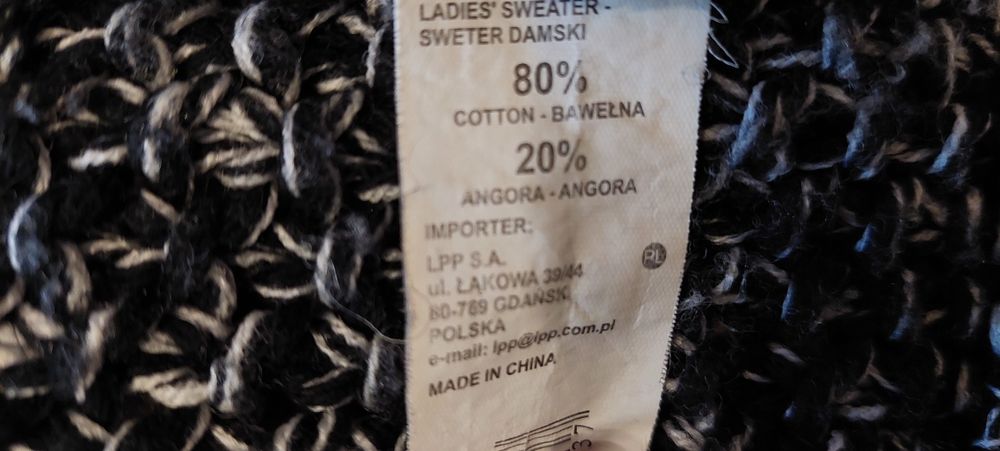 LADIES' SWEATER -
SWETER DAMSKI
80%
COTTON - BAWEŁNA
20%
ANGORA - ANGORA
IMPORTER:
LPP S.A.
PL
ul. ŁĄKOWA 39/44
80-769 GDAŃSK
POLSKA
e-mail: lpp@lpp.com.pl
MADE IN CHINA